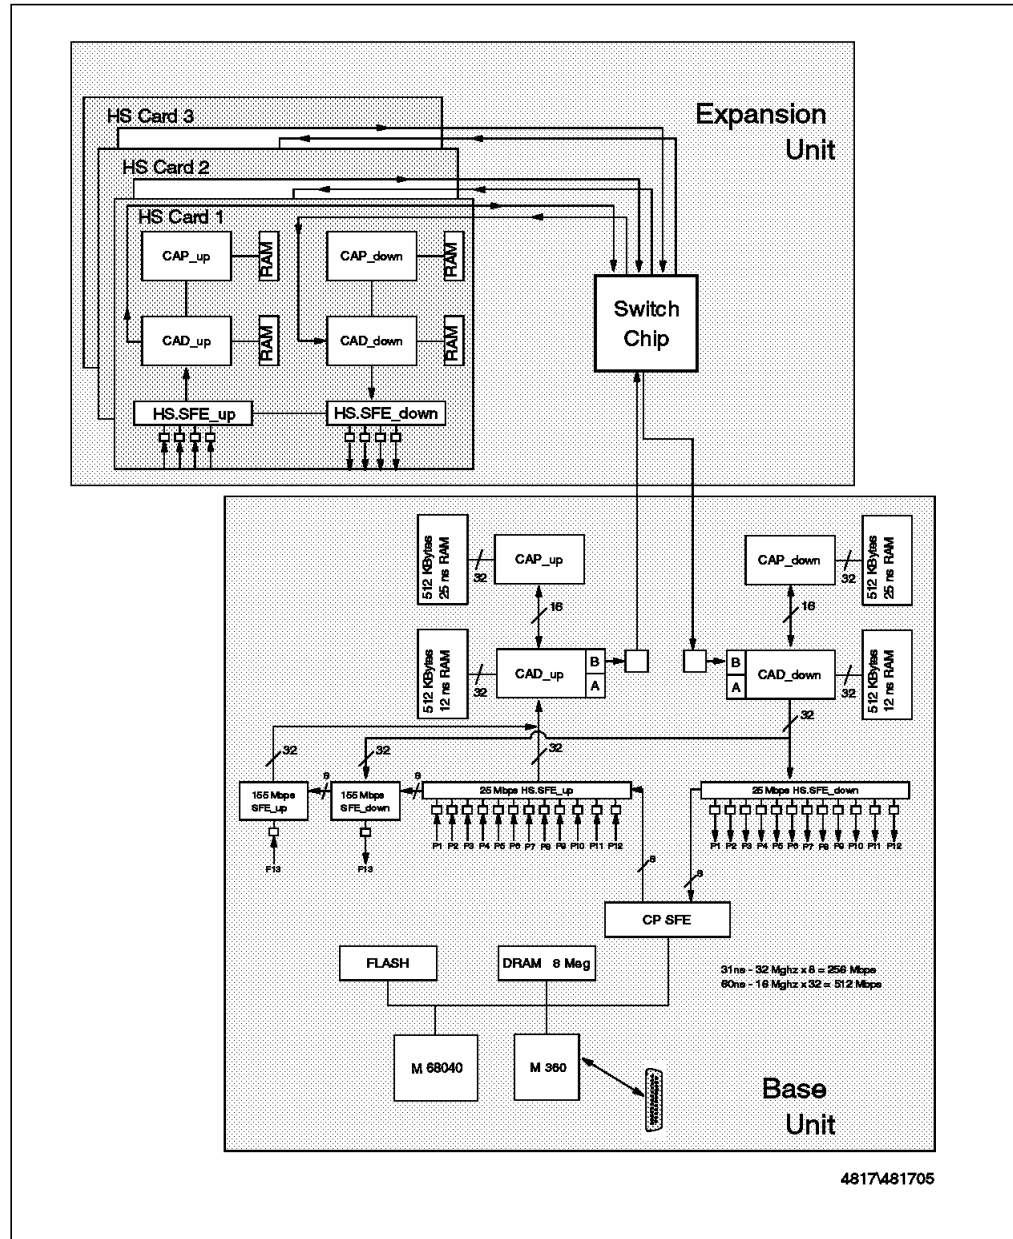 Expansion
Unit
HS Card 3
HS Card 2
HS Card 1
CAP_up
RAM
CAP_down
RAM
CAD_up
RAM
CAD_down
RAM
HS.SFE_up
HS.SFE_down
Switch
Chip
512 KBytes
25 ns RAM
32
CAP_up
16
CAP_down
32
512 KBytes
25 ns RAM
16
512 KBytes
12 ns RAM
32
CAD_up
B
A
B
A
CAD_down
32
512 KBytes
12 ns RAM
32
32
32
32
155 Mbps
SFE_up
8
155 Mbps
SFE_down
8
25 Mbps HS.SFE_up
25 Mbps HS.SFE_down
P13
P13
P1 P2 P3 P4 P5 P6 P7 P8 P9 P10 P11 P12
P1 P2 P3 P4 P5 P6 P7 P8 P9 P10 P11 P12
8
8
CP SFE
FLASH
DRAM 8 Meg
31ns - 32 Mghz x 8 = 256 Mbps
60ns - 16 Mghz x 32 = 512 Mbps
M 68040
M 360
Base
Unit
4817\481705